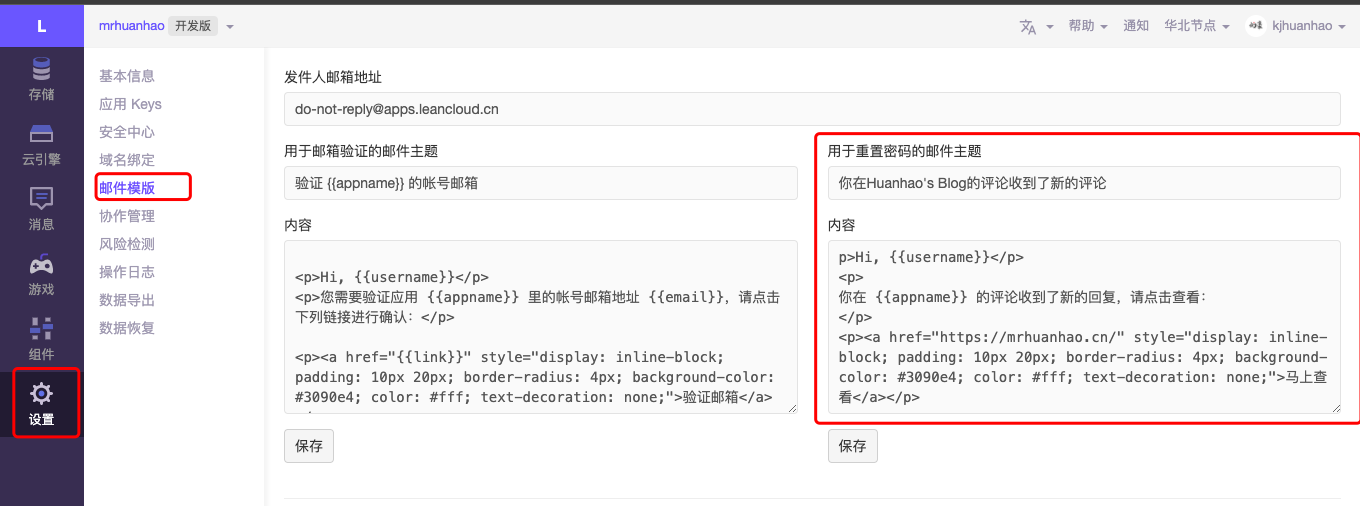 L
mrhuanhao 开发版
帮助
通知
华北节点
kjhuanhao
存储
云引擎
消息
游戏
组件
设置
基本信息
应用 Keys
安全中心
域名绑定
邮件模版
协作管理
风险检测
操作日志
数据导出
数据恢复
发件人邮箱地址
do-not-reply@apps.leancloud.cn
用于邮箱验证的邮件主题
验证 {{appname}} 的帐号邮箱
内容
<p>Hi, {{username}}</p>
<p>您需要验证应用 {{appname}} 里的帐号邮箱地址 {{email}}，请点击
下列链接进行确认：</p>
<p><a href="{{link}}" style="display: inline-block;
padding: 10px 20px; border-radius: 4px; background-color:
#3090e4; color: #fff; text-decoration: none;">验证邮箱</a>
保存
用于重置密码的邮件主题
你在Huanhao's Blog的评论收到了新的评论
内容
p>Hi, {{username}}</p>
<p>
你在 {{appname}} 的评论收到了新的回复，请点击查看：
</p>
<p><a href="https://mrhuanhao.cn/" style="display: inline-
block; padding: 10px 20px; border-radius: 4px; background-
color: #3090e4; color: #fff; text-decoration: none;">马上查
看</a></p>
保存